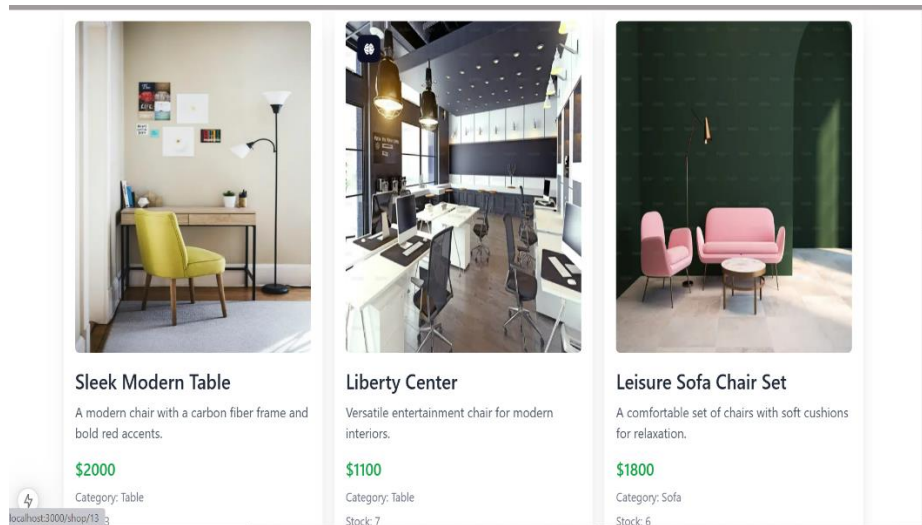 Sleek Modern Table
A modern chair with a carbon fiber frame and
bold red accents.
$2000
Category: Table
3
Liberty Center
Versatile entertainment chair for modern
interiors.
$1100
Category: Table
Stock: 7
Leisure Sofa Chair Set
A comfortable set of chairs with soft cushions
for relaxation.
$1800
Category: Sofa
Stock: 6
localhost:3000/shop/13